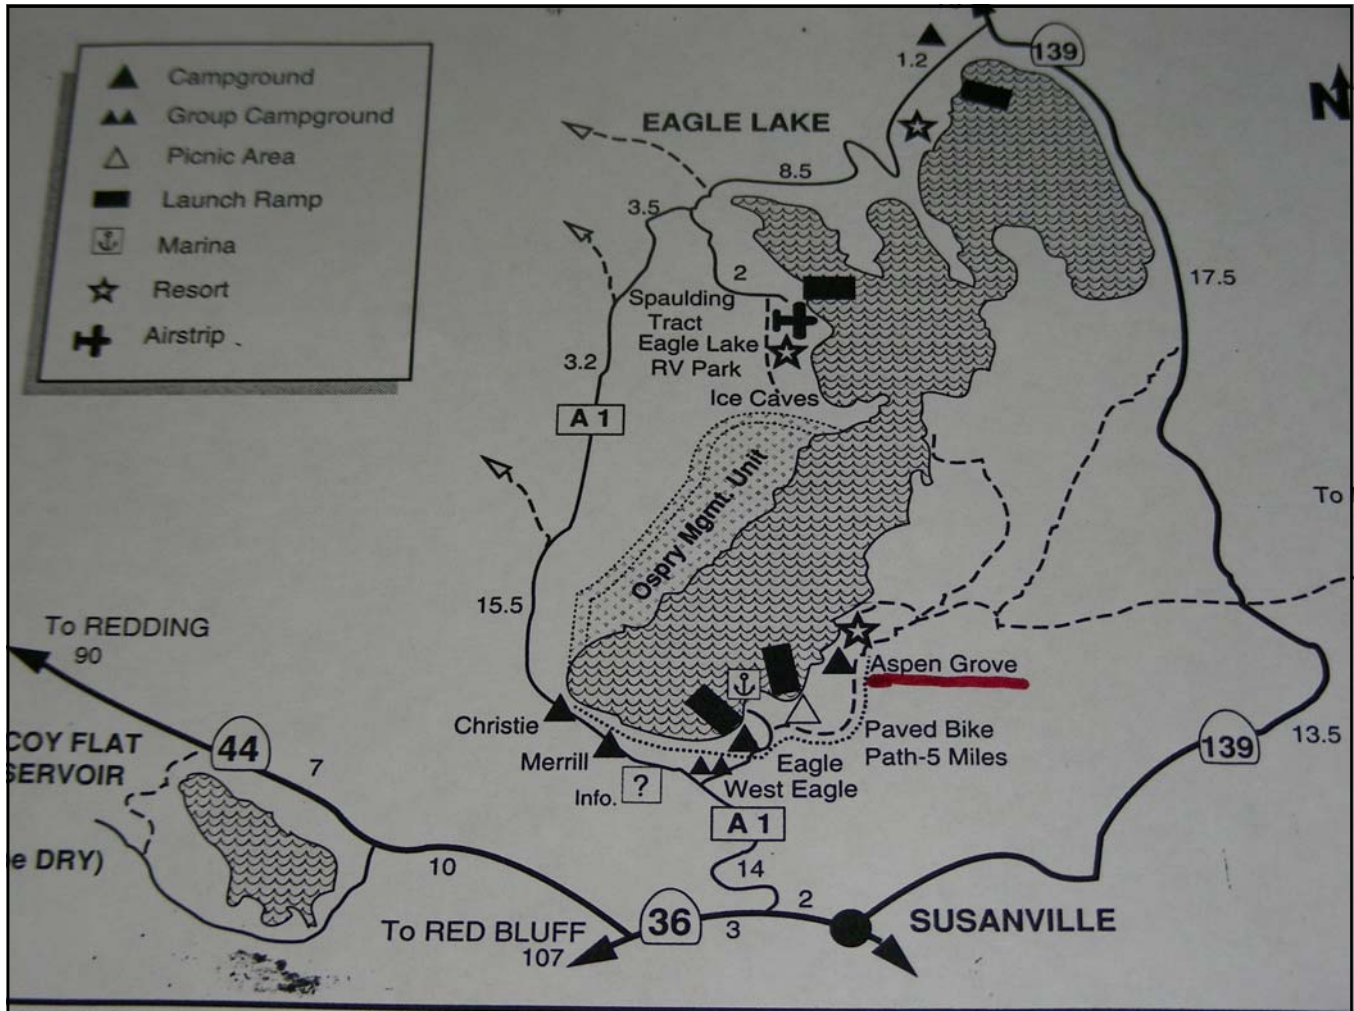 Campground
Group Campground
Picnic Area
Launch Ramp
Marina
Resort
Airstrip
139
1.2
N
EAGLE LAKE
8.5
3.5
2
17.5
Spaulding
Tract
Eagle Lake
RV Park
Ice Caves
3.2
A 1
Ospry Mgmt. Unit
To
15.5
To REDDING
90
Aspen Grove
Christie
Merrill
Info.
?
Eagle
West Eagle
Paved Bike
Path-5 Miles
139
13.5
44
7
COY FLAT
SERVOIR
e DRY)
10
A 1
14
2
3
36
To RED BLUFF
107
SUSANVILLE